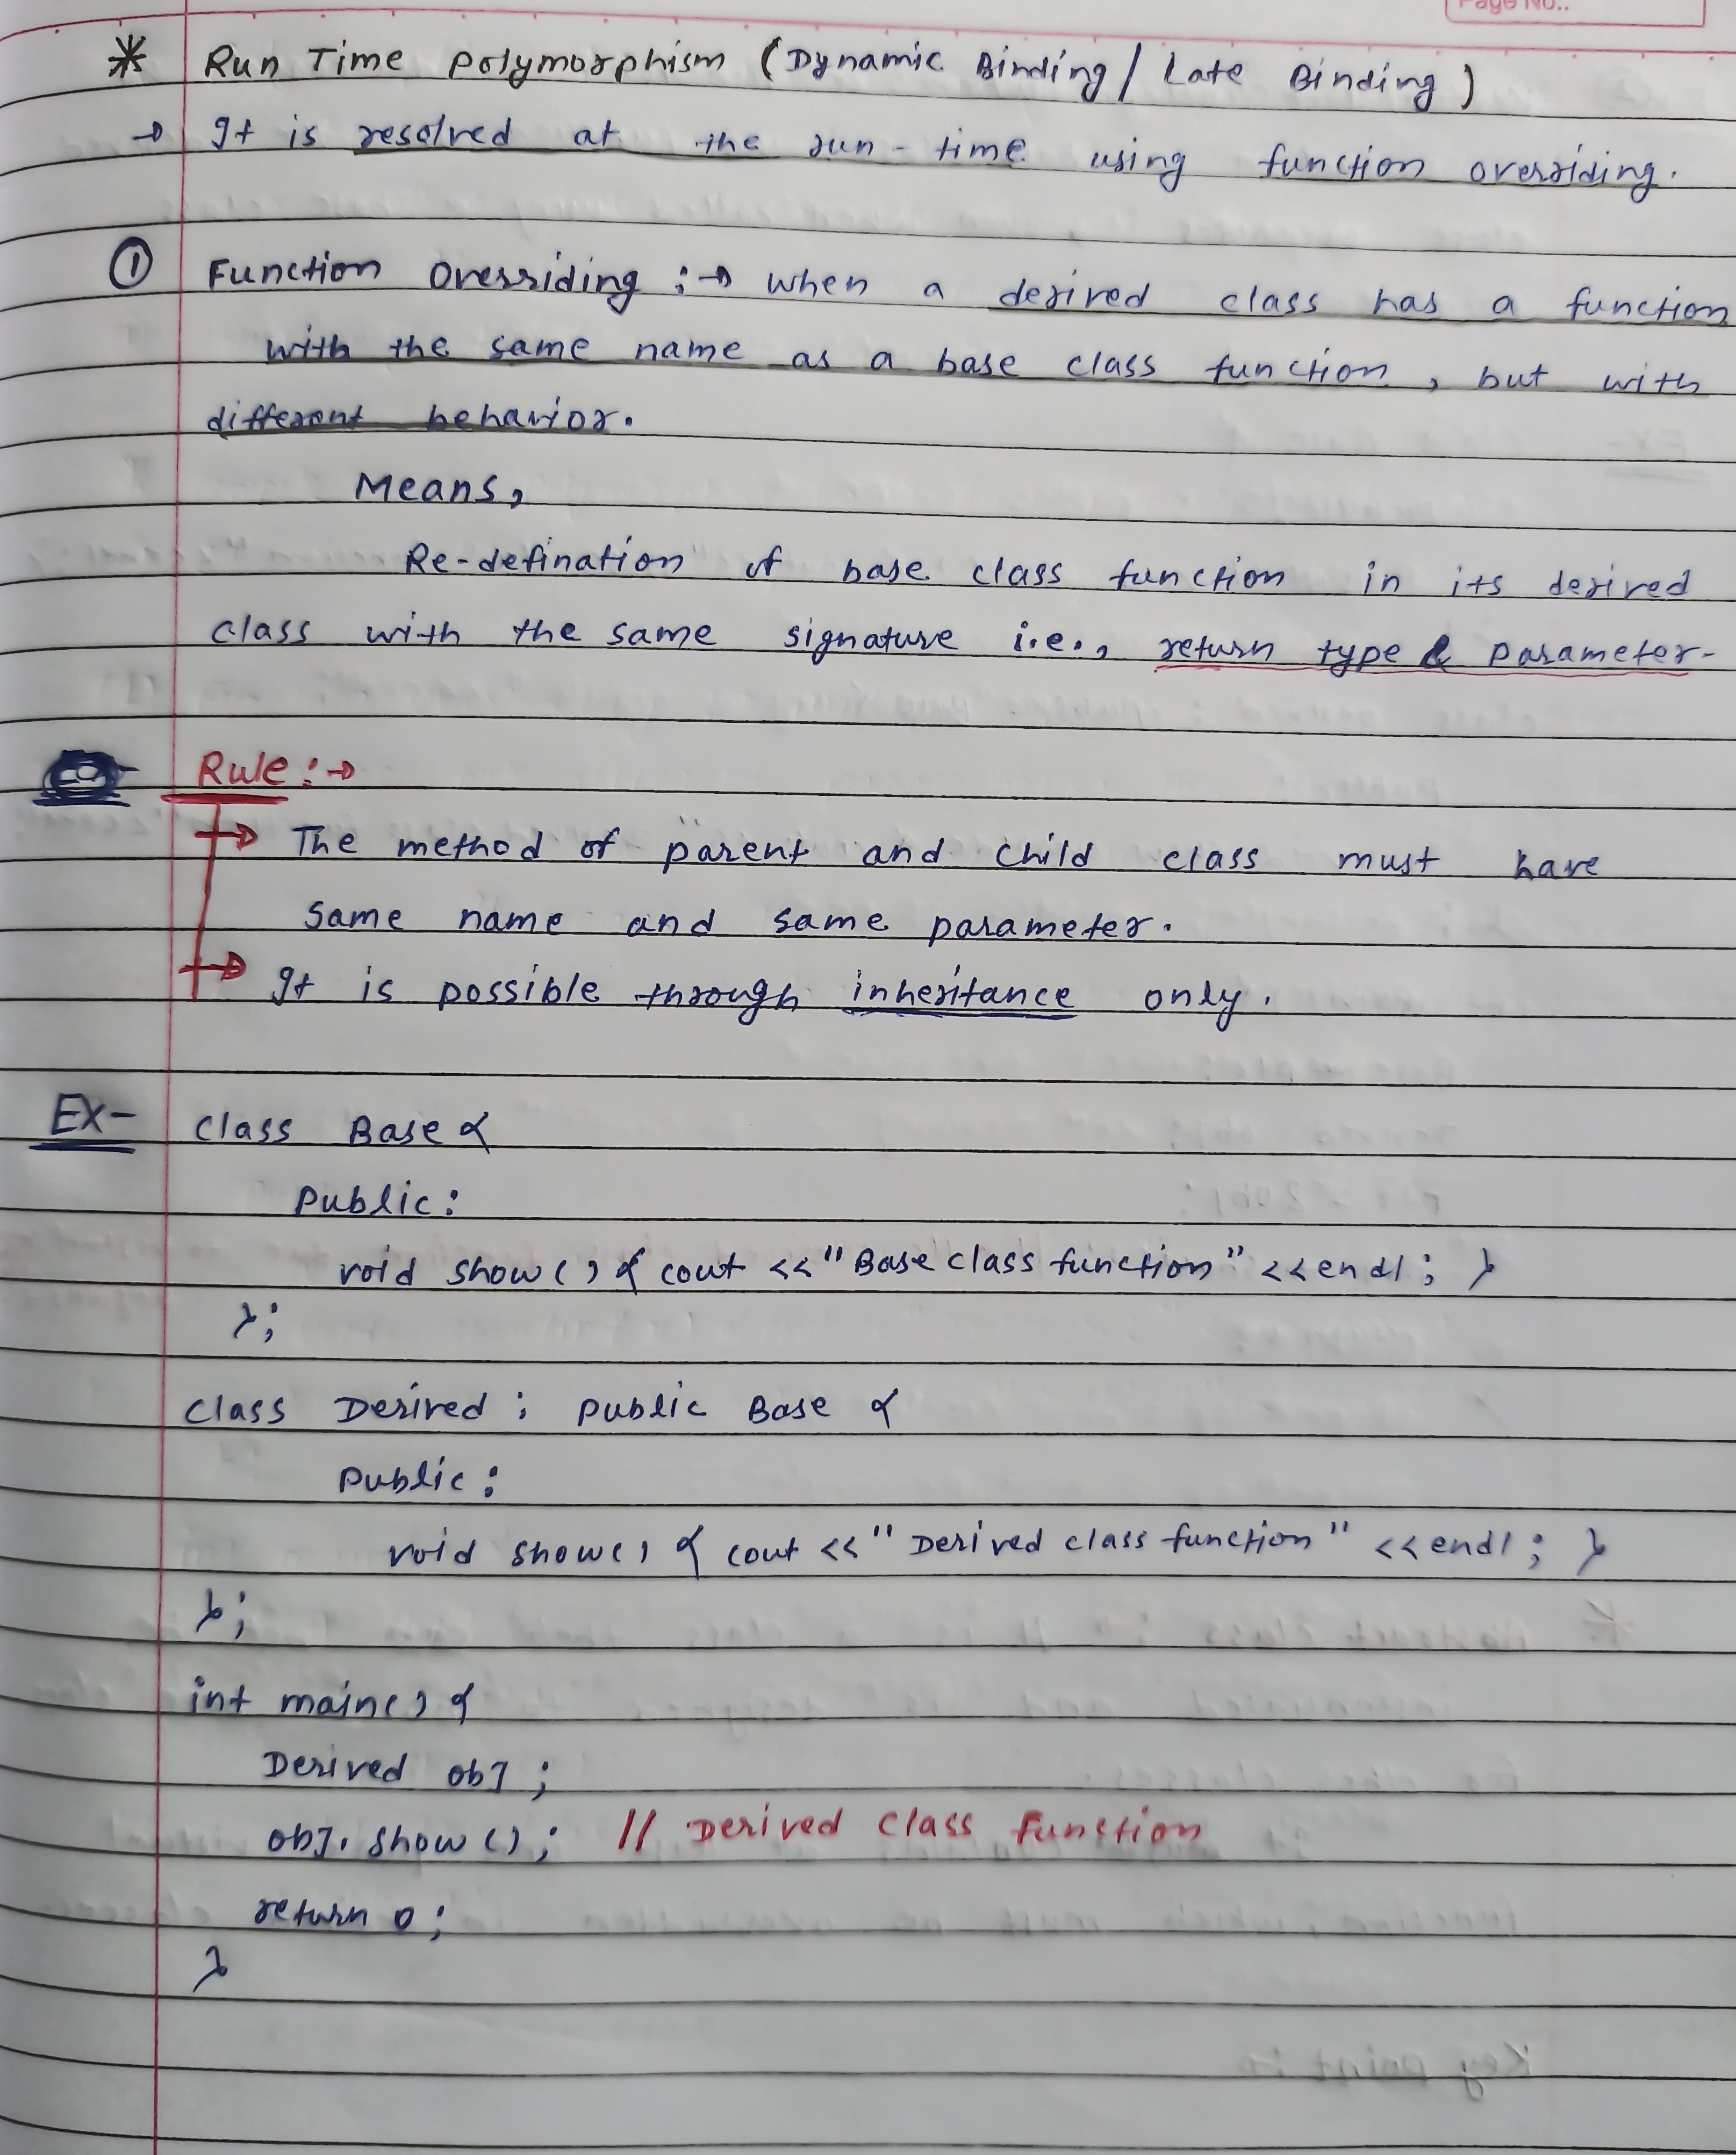 Page No..
* Run Time polymorphism (Dynamic Binding / Late Binding)
→ It is resolved at the run-time using function overriding.
① Function overriding :→ when a derived class has a function
with the same name as a base class function, but with
different behavior.
Means,
Re-defination of base class function in its derived
class with the same signature i.e., return type & parameter-
Rule :→
→ The method of parent and child class must have
same name and same parameter.
→ It is possible through inheritance only.
Ex- class Base {
public:
void show() { cout <<"Base class function" <<endl; }
};
class Derived : public Base {
public:
void show() { cout <<"Derived class function" <<endl; }
};
int main() {
Derived obj;
obj.show(); // Derived class function
return 0;
}